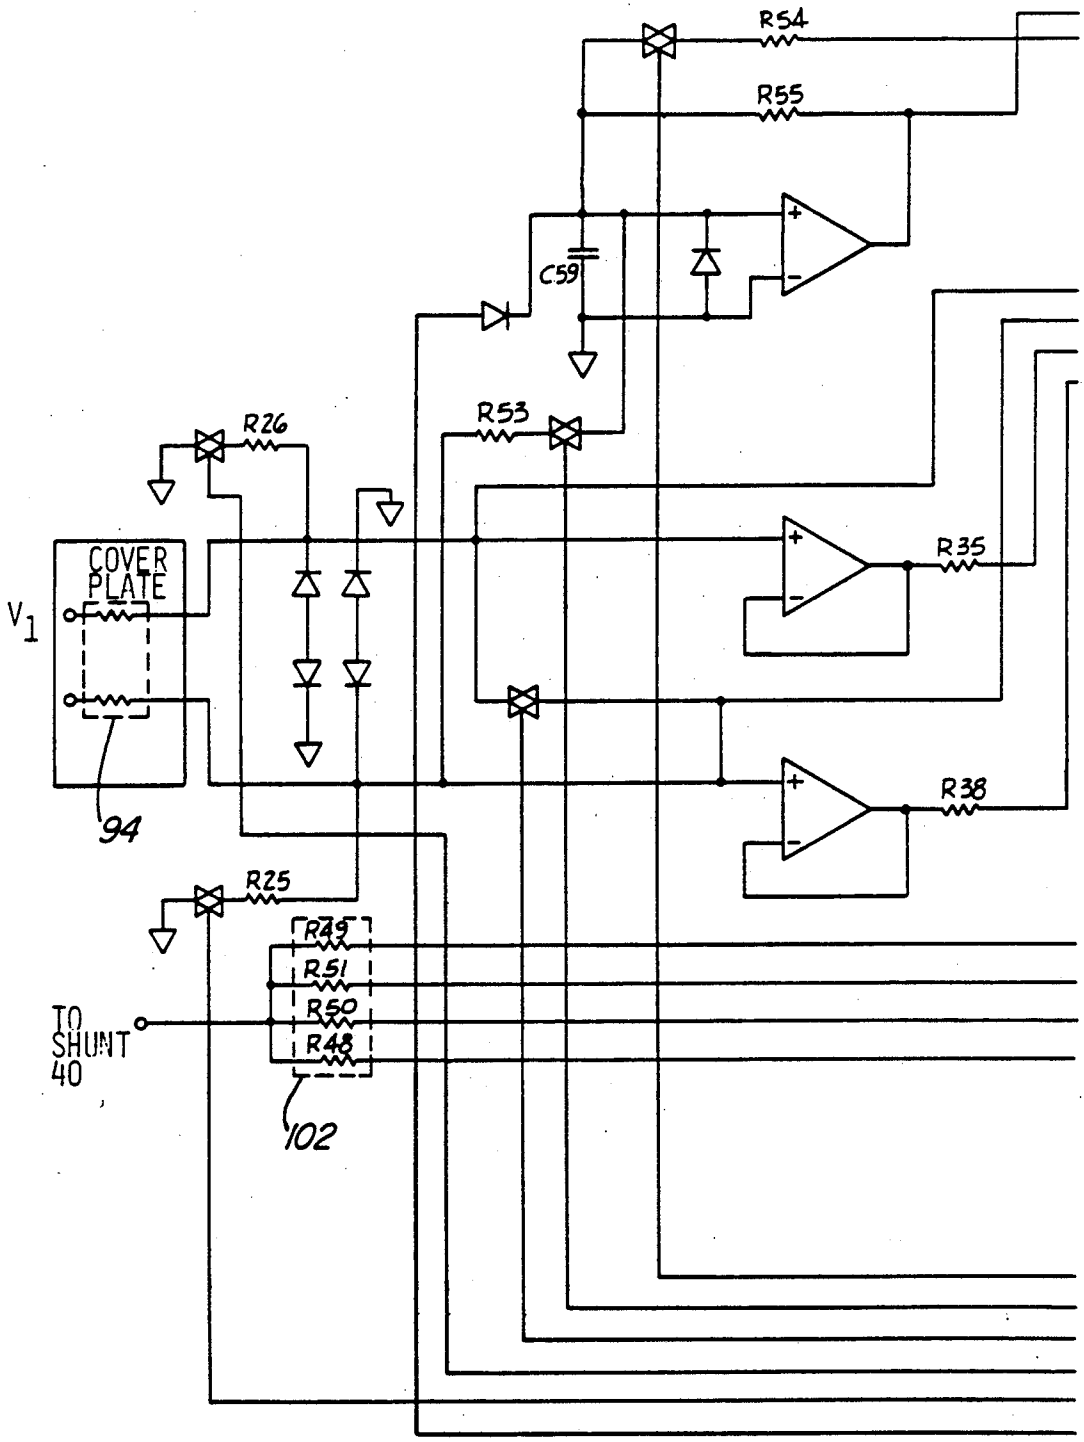 R54
R55
+
−
C59
R53
R26
COVER
PLATE
V1
+
−
R35
+
−
R38
94
R25
R49
R51
R50
R48
TO
SHUNT
40
102